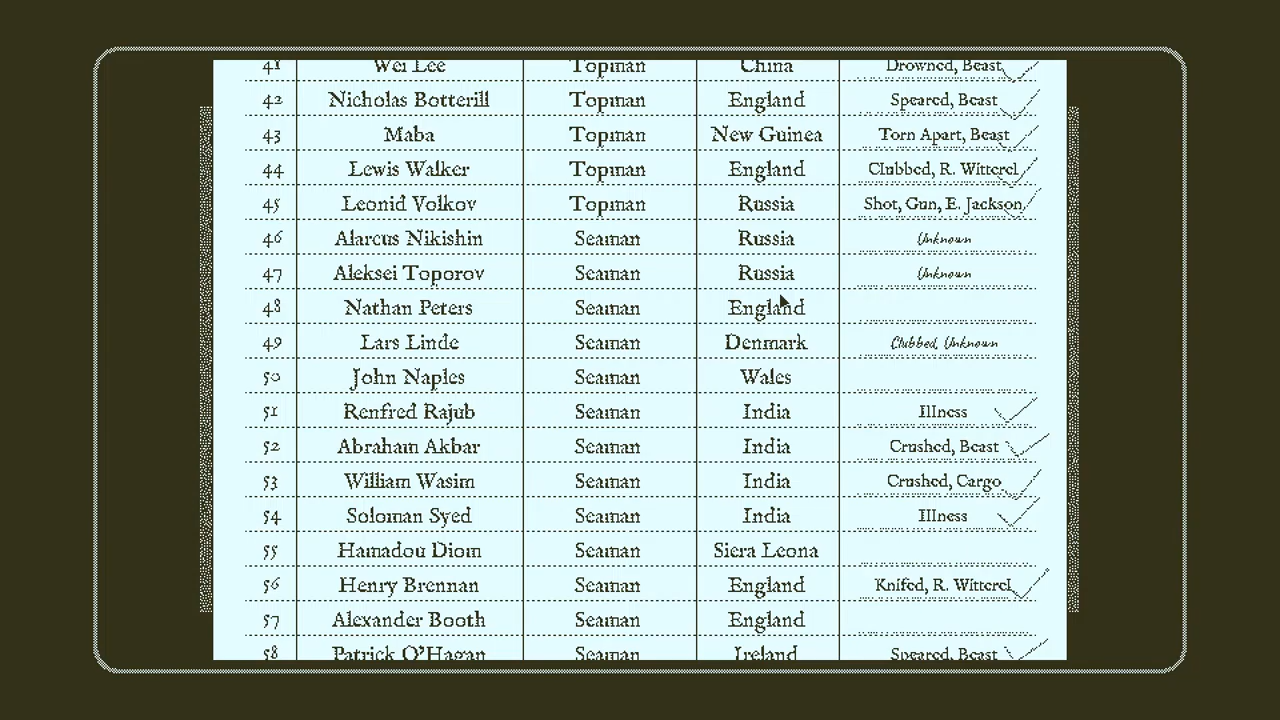 41 Wei Lee Topman China Drowned, Beast
42 Nicholas Botterill Topman England Speared, Beast
43 Maba Topman New Guinea Torn Apart, Beast
44 Lewis Walker Topman England Clubbed, R. Witterel
45 Leonid Volkov Topman Russia Shot, Gun, E. Jackson
46 Alarcus Nikishin Seaman Russia Unknown
47 Aleksei Toporov Seaman Russia Unknown
48 Nathan Peters Seaman England
49 Lars Linde Seaman Denmark Clubbed, Unknown
50 John Naples Seaman Wales
51 Renfred Rajub Seaman India Illness
52 Abraham Akbar Seaman India Crushed, Beast
53 William Wasim Seaman India Crushed, Cargo
54 Soloman Syed Seaman India Illness
55 Hamadou Diom Seaman Siera Leona
56 Henry Brennan Seaman England Knifed, R. Witterel
57 Alexander Booth Seaman England
58 Patrick O'Hagan Seaman Ireland Speared, Beast